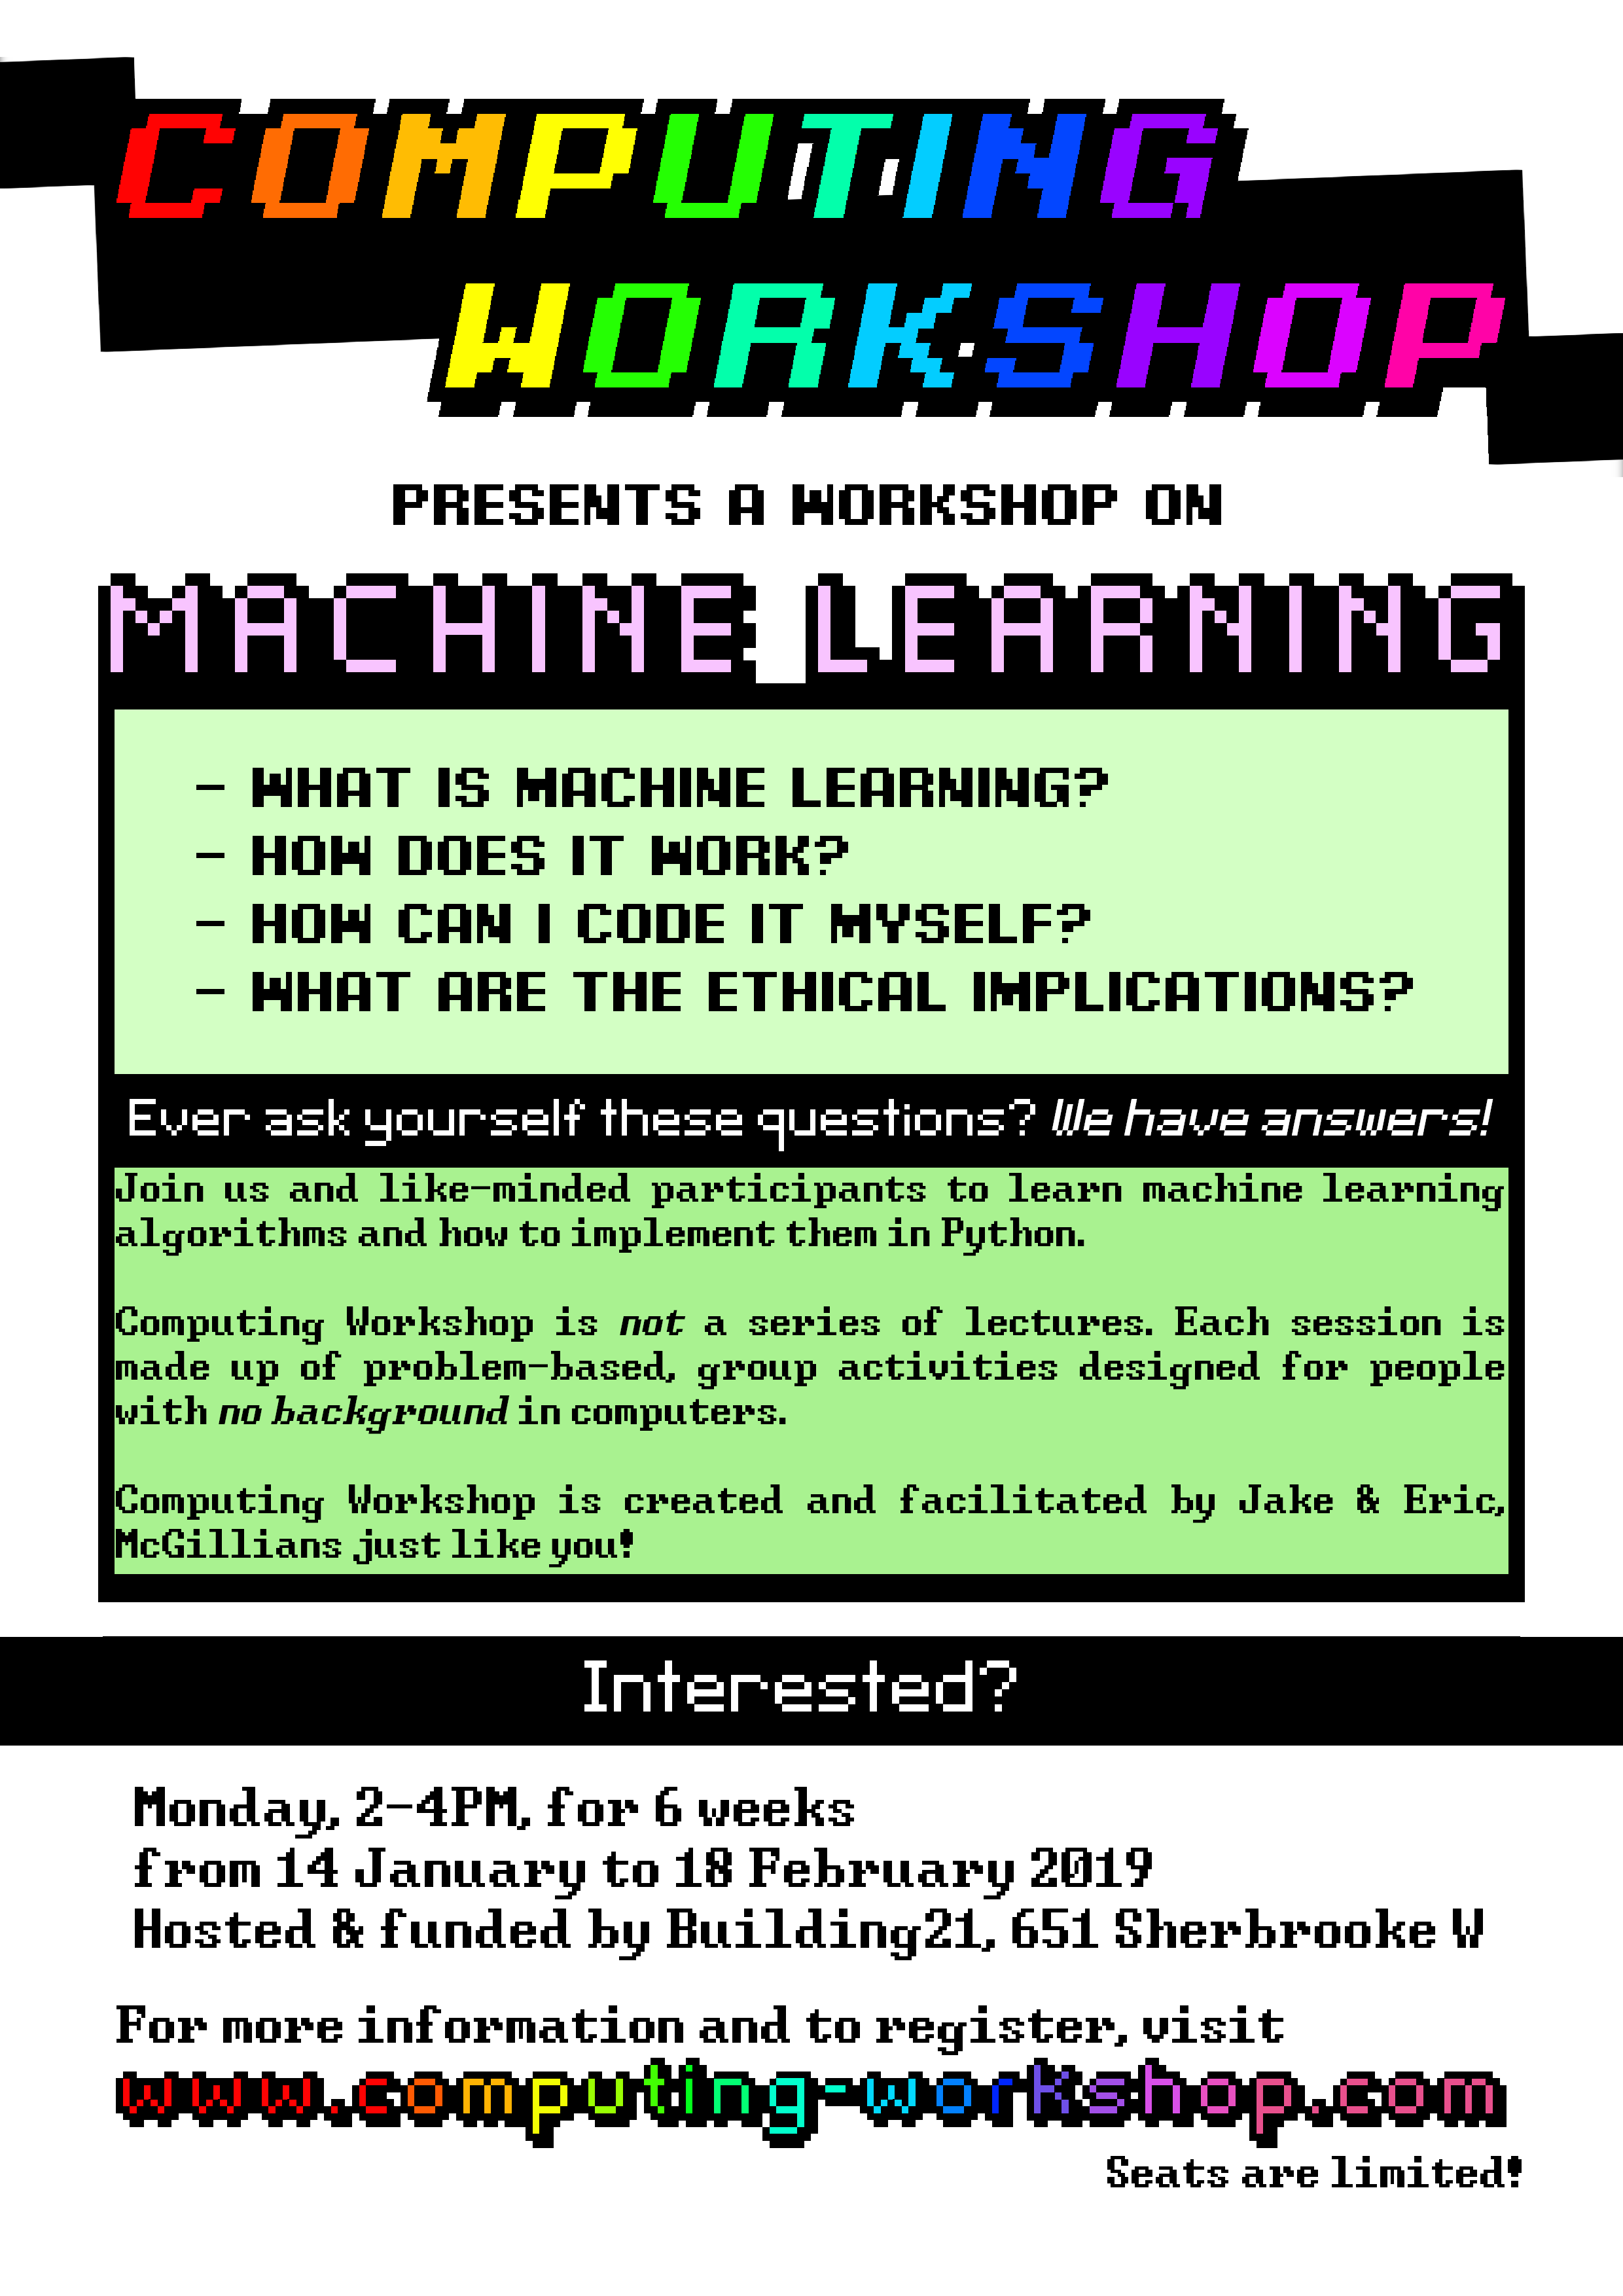 COMPUTING
WORKSHOP
PRESENTS A WORKSHOP ON
MACHINE LEARNING
- WHAT IS MACHINE LEARNING?
- HOW DOES IT WORK?
- HOW CAN I CODE IT MYSELF?
- WHAT ARE THE ETHICAL IMPLICATIONS?
Ever ask yourself these questions? We have answers!
Join us and like-minded participants to learn machine learning
algorithms and how to implement them in Python.
Computing Workshop is not a series of lectures. Each session is
made up of problem-based, group activities designed for people
with no background in computers.
Computing Workshop is created and facilitated by Jake & Eric,
McGillians just like you!
Interested?
Monday, 2-4PM, for 6 weeks
from 14 January to 18 February 2019
Hosted & funded by Building21, 651 Sherbrooke W
For more information and to register, visit
www.computing-workshop.com
Seats are limited!